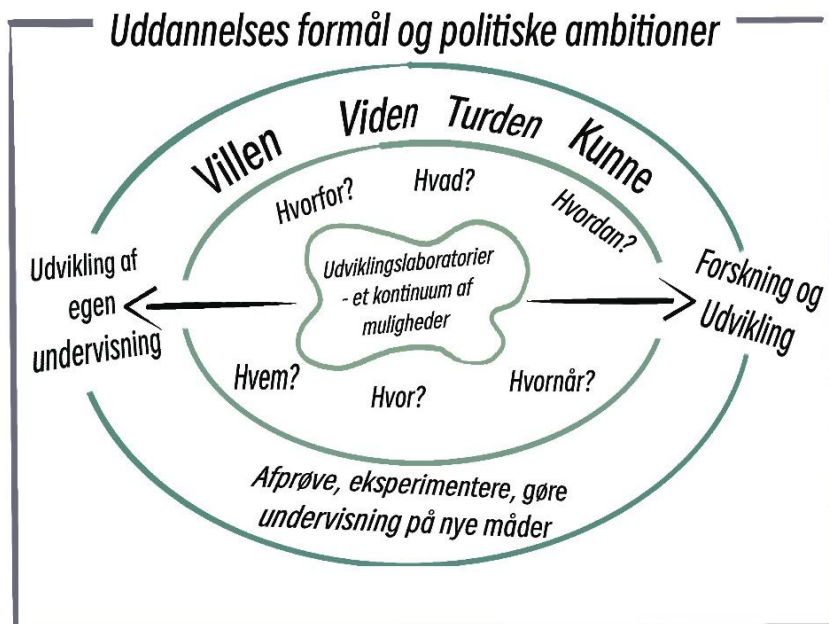 Uddannelses formål og politiske ambitioner
Villen
Viden
Turden
Kunne
Hvorfor?
Hvad?
Hvordan?
Udvikling af
egen
undervisning
Udviklingslaboratorier
- et kontinuum af
muligheder
Forskning og
Udvikling
Hvem?
Hvor?
Hvornår?
Afprøve, eksperimentere, gøre
undervisning på nye måder